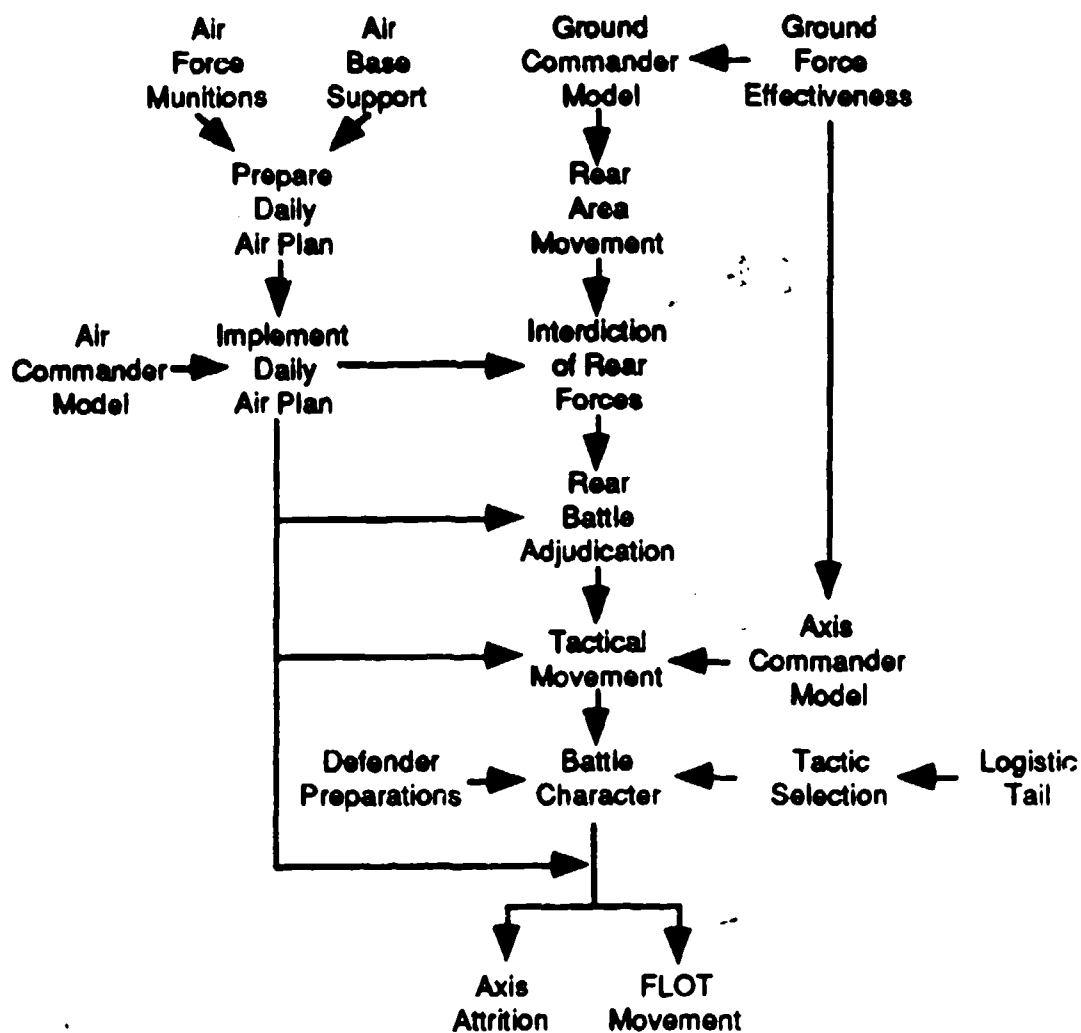 Air
Force
Munitions
Air
Base
Support
Ground
Commander
Model
Ground
Force
Effectiveness
Prepare
Daily
Air Plan
Rear
Area
Movement
Air
Commander
Model
Implement
Daily
Air Plan
Interdiction
of Rear
Forces
Rear
Battle
Adjudication
Tactical
Movement
Axis
Commander
Model
Defender
Preparations
Battle
Character
Tactic
Selection
Logistic
Tail
Axis
Attrition
FLOT
Movement